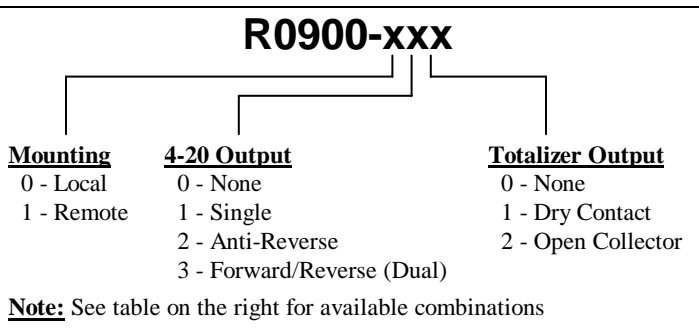 R0900-xxx
Mounting 4-20 Output Totalizer Output
0 - Local 0 - None 0 - None
1 - Remote 1 - Single 1 - Dry Contact
2 - Anti-Reverse 2 - Open Collector
3 - Forward/Reverse (Dual)
Note: See table on the right for available combinations